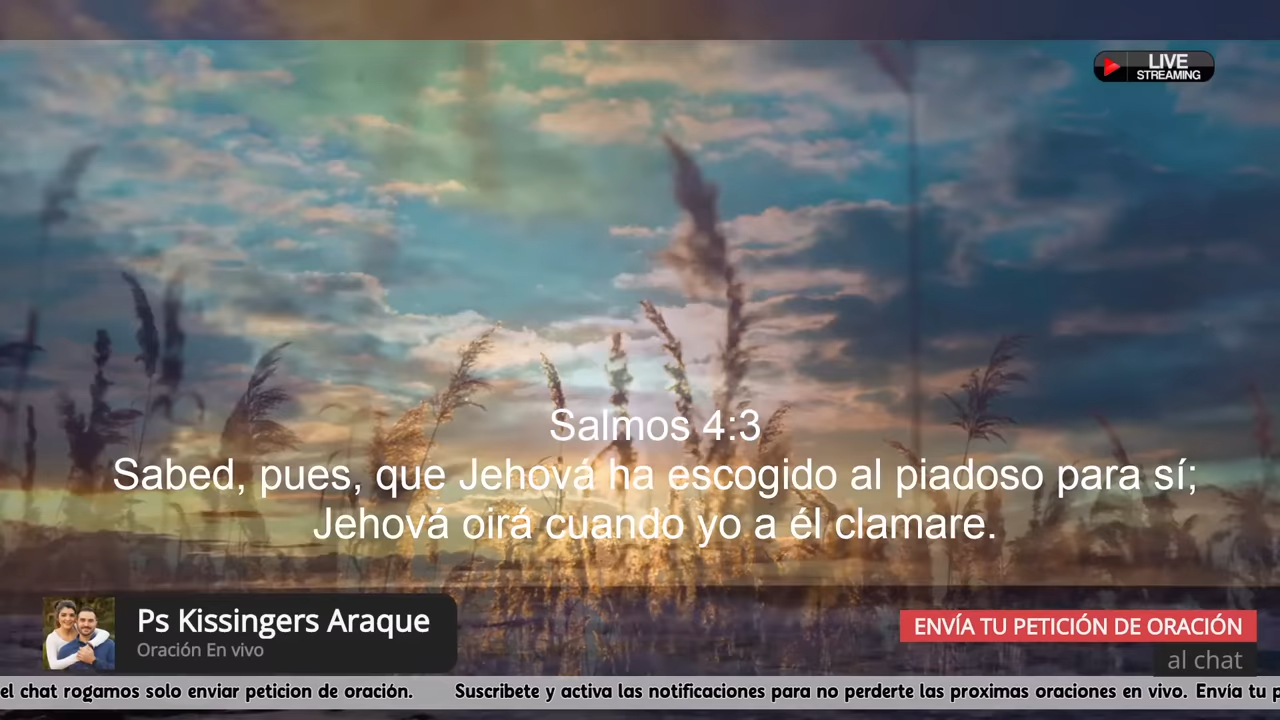 LIVE
STREAMING
Salmos 4:3
Sabed, pues, que Jehová ha escogido al piadoso para sí;
Jehová oirá cuando yo a él clamare.
Ps Kissingers Araque
Oración En vivo
ENVÍA TU PETICIÓN DE ORACIÓN
al chat
el chat rogamos solo enviar peticion de oración. Suscribete y activa las notificaciones para no perderte las proximas oraciones en vivo. Envía tu p